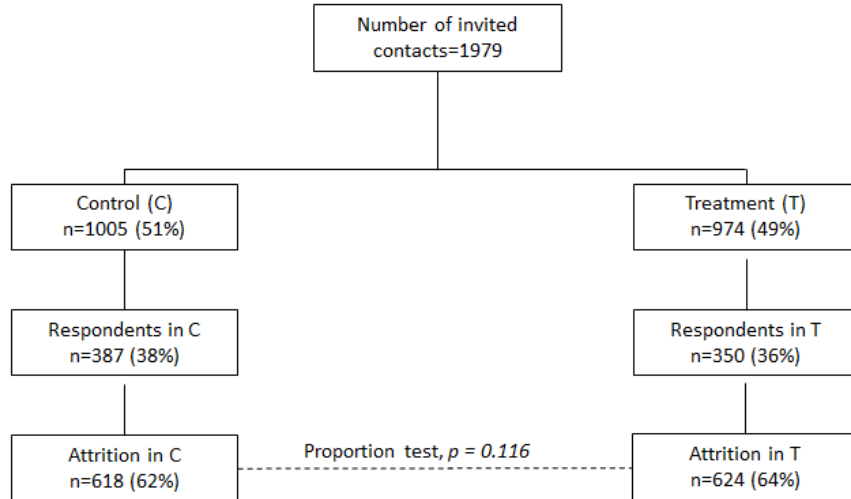 Number of invited
contacts=1979
Control (C)
n=1005 (51%)
Treatment (T)
n=974 (49%)
Respondents in C
n=387 (38%)
Respondents in T
n=350 (36%)
Attrition in C
n=618 (62%)
Proportion test, p = 0.116
Attrition in T
n=624 (64%)